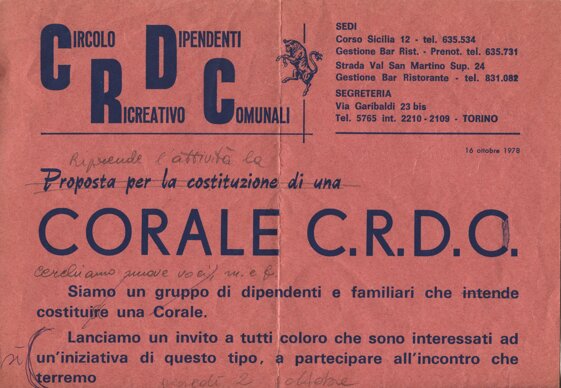 CIRCOLO DIPENDENTI
RICREATIVO COMUNALI
SEDI
Corso Sicilia 12 - tel. 635.534
Gestione Bar Rist. - Prenot. tel. 635.731
Strada Val San Martino Sup. 24
Gestione Bar Ristorante - tel. 831.082
SEGRETERIA
Via Garibaldi 23 bis
Tel. 5765 int. 2210 - 2109 - TORINO
16 ottobre 1978
Riprende l'attività la
Proposta per la costituzione di una
CORALE C.R.D.C.
cerchiamo nuove voci m. e f.
Siamo un gruppo di dipendenti e familiari che intende
costituire una Corale.
Lanciamo un invito a tutti coloro che sono interessati ad
sì un'iniziativa di questo tipo, a partecipare all'incontro che
terremo
2 ottobre